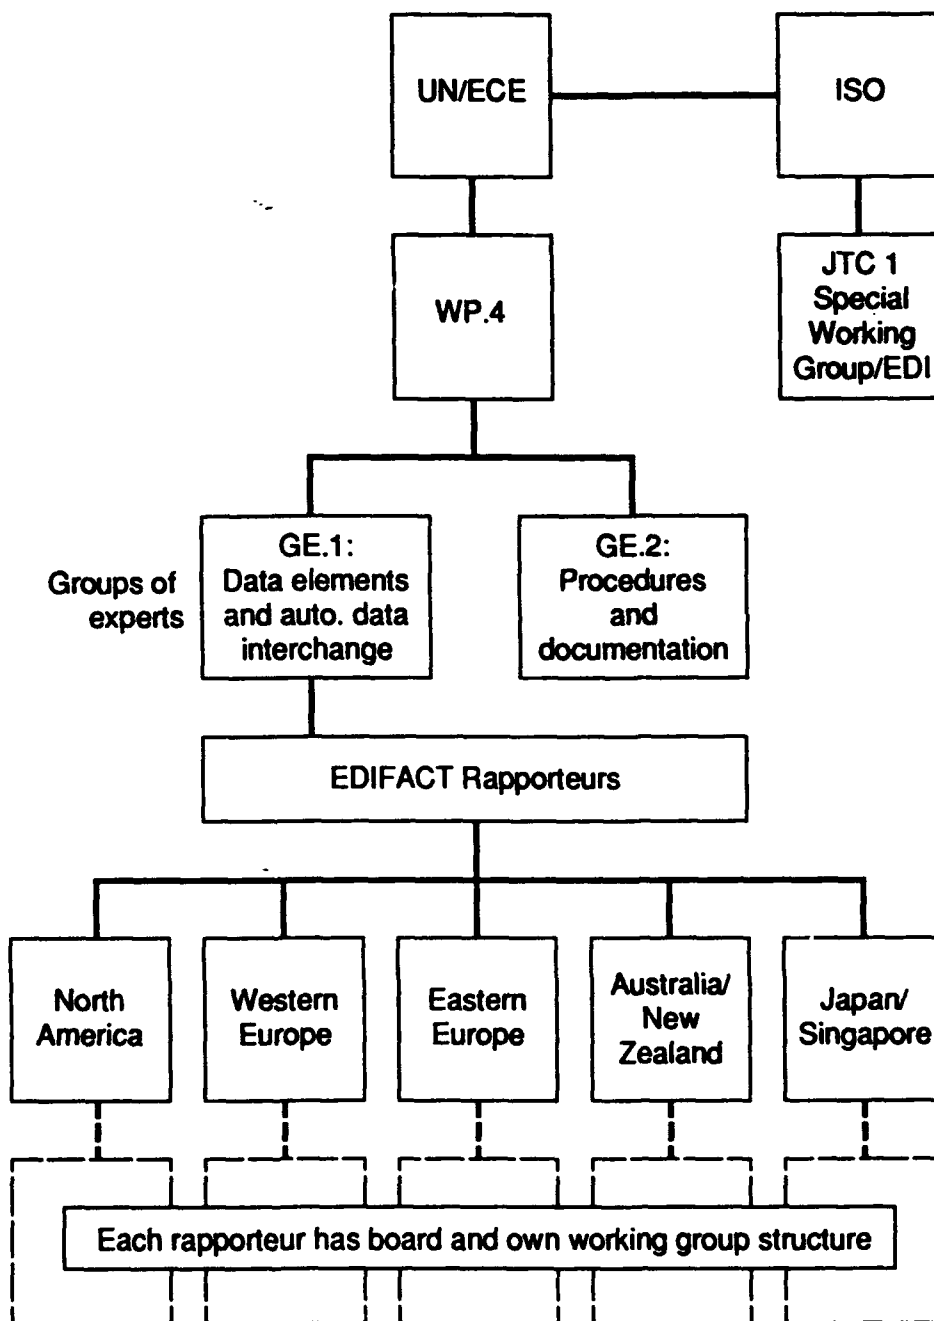 UN/ECE
ISO
WP.4
JTC 1
Special
Working
Group/EDI
Groups of
experts
GE.1:
Data elements
and auto. data
interchange
GE.2:
Procedures
and
documentation
EDIFACT Rapporteurs
North
America
Western
Europe
Eastern
Europe
Australia/
New
Zealand
Japan/
Singapore
Each rapporteur has board and own working group structure